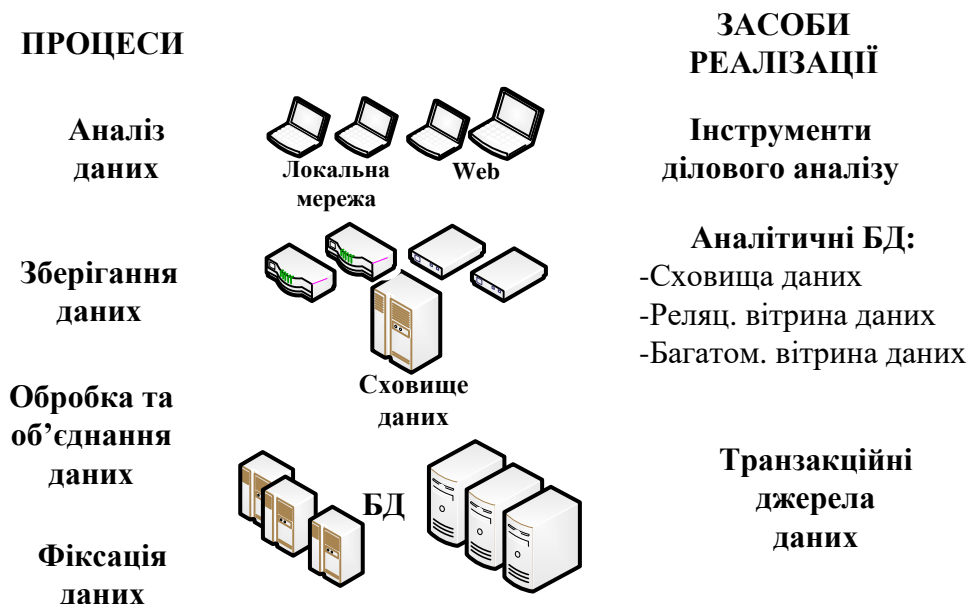 ПРОЦЕСИ
ЗАСОБИ
РЕАЛІЗАЦІЇ
Аналіз
даних
Локальна
мережа
Web
Інструменти
ділового аналізу
Зберігання
даних
Сховище
даних
Аналітичні БД:
-Сховища даних
-Реляц. вітрина даних
-Багатом. вітрина даних
Обробка та
об’єднання
даних
БД
Транзакційні
джерела
даних
Фіксація
даних